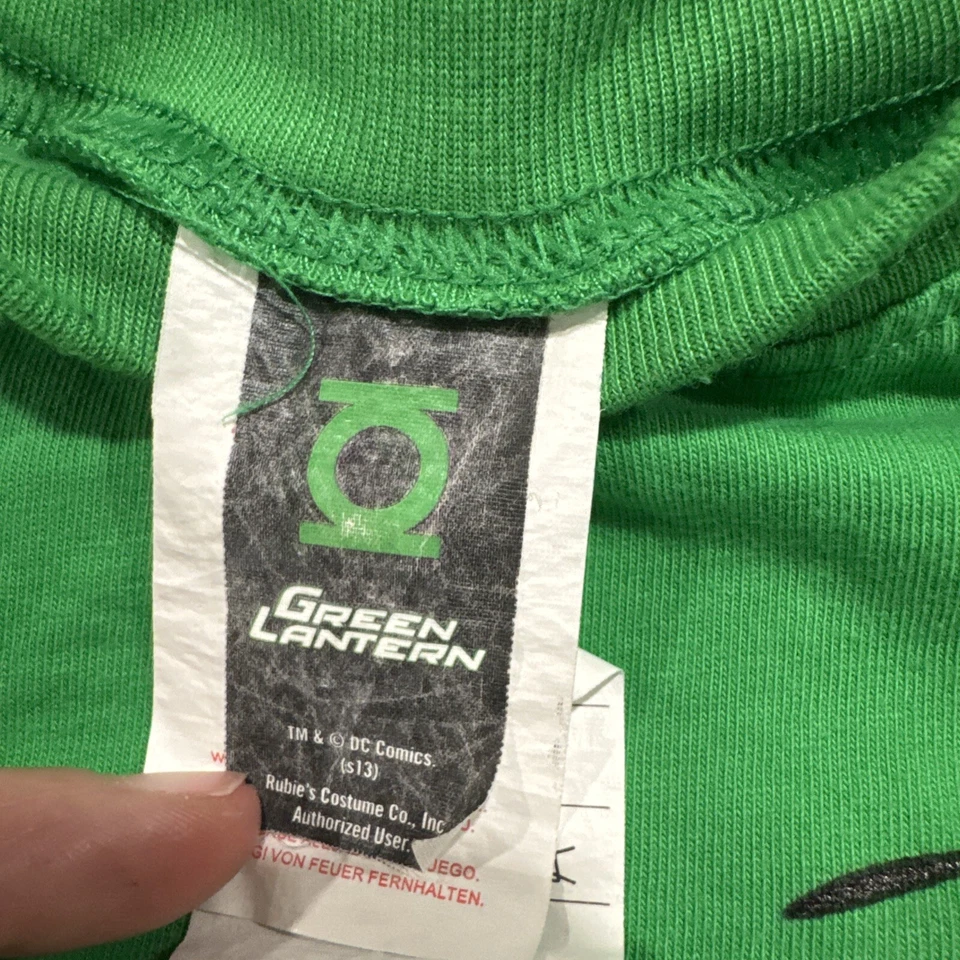 GREEN
LANTERN
TM & © DC Comics.
(s13)
Rubie's Costume Co., Inc
Authorized User.
JEGO.
VON FEUER FERNHALTEN.